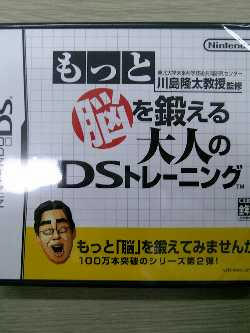 Nintendo
もっと
東北大学未来科学技術共同研究センター
川島隆太教授 監修
脳を鍛える
大人の
DSトレーニング
NINTENDO DS
もっと「脳」を鍛えてみませんか
100万本突破のシリーズ第2弾!